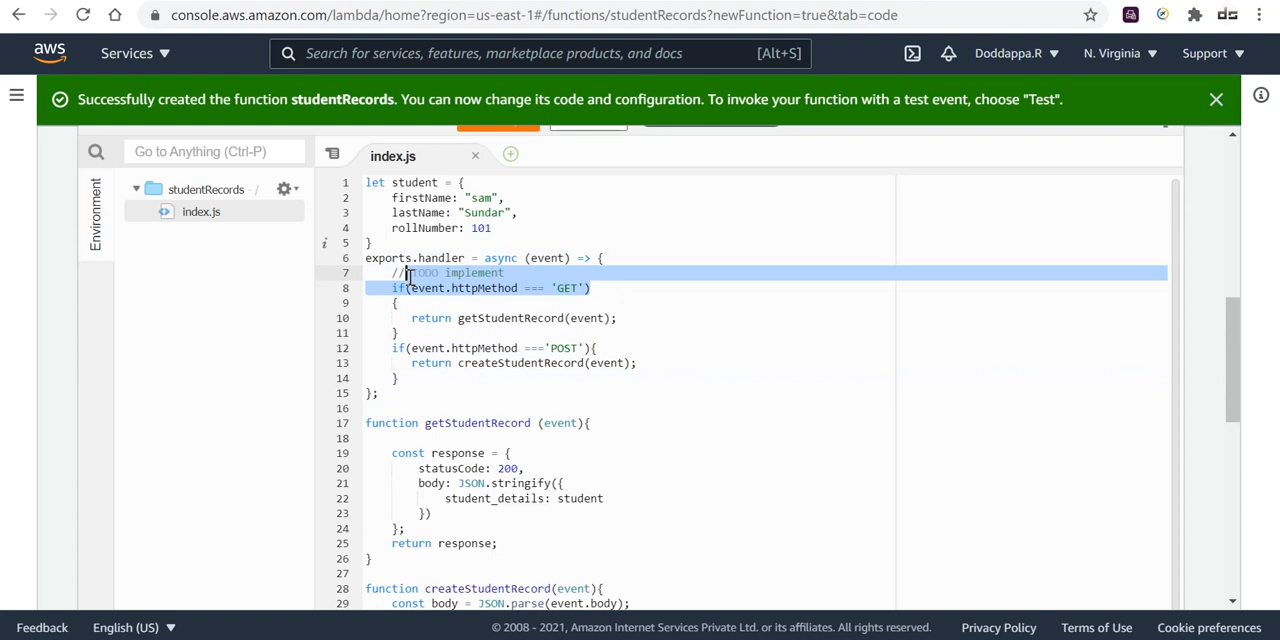 console.aws.amazon.com/lambda/home?region=us-east-1#/functions/studentRecords?newFunction=true&tab=code
aws Services Search for services, features, marketplace products, and docs [Alt+S] Doddappa.R N. Virginia Support
Successfully created the function studentRecords. You can now change its code and configuration. To invoke your function with a test event, choose "Test".
Go to Anything (Ctrl-P) index.js
Environment
studentRecords - /
index.js
1 let student = {
2 firstName: "sam",
3 lastName: "Sundar",
4 rollNumber: 101
5 }
6 exports.handler = async (event) => {
7 // TODO implement
8 if(event.httpMethod === 'GET')
9 {
10 return getStudentRecord(event);
11 }
12 if(event.httpMethod ==='POST'){
13 return createStudentRecord(event);
14 }
15 };
16
17 function getStudentRecord (event){
18
19 const response = {
20 statusCode: 200,
21 body: JSON.stringify({
22 student_details: student
23 })
24 };
25 return response;
26 }
27
28 function createStudentRecord(event){
29 const body = JSON.parse(event.body);
Feedback English (US) © 2008 - 2021, Amazon Internet Services Private Ltd. or its affiliates. All rights reserved. Privacy Policy Terms of Use Cookie preferences